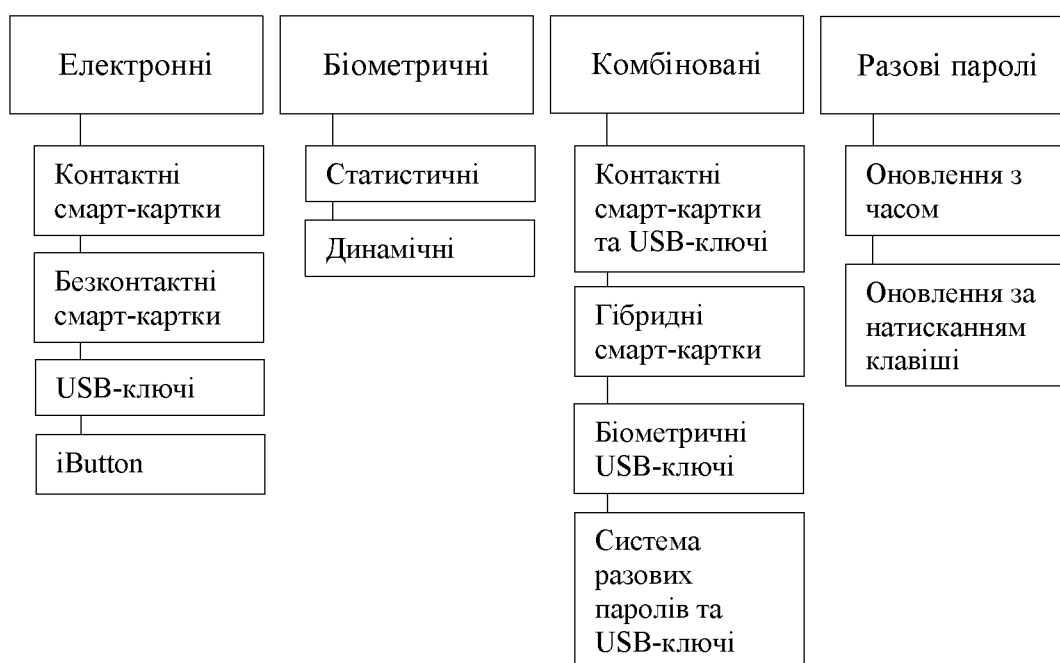 Електронні
Контактні
смарт-картки
Безконтактні
смарт-картки
USB-ключі
iButton
Біометричні
Статистичні
Динамічні
Комбіновані
Контактні
смарт-картки
та USB-ключі
Гібридні
смарт-картки
Біометричні
USB-ключі
Система
разових
паролів та
USB-ключі
Разові паролі
Оновлення з
часом
Оновлення за
натисканням
клавіші